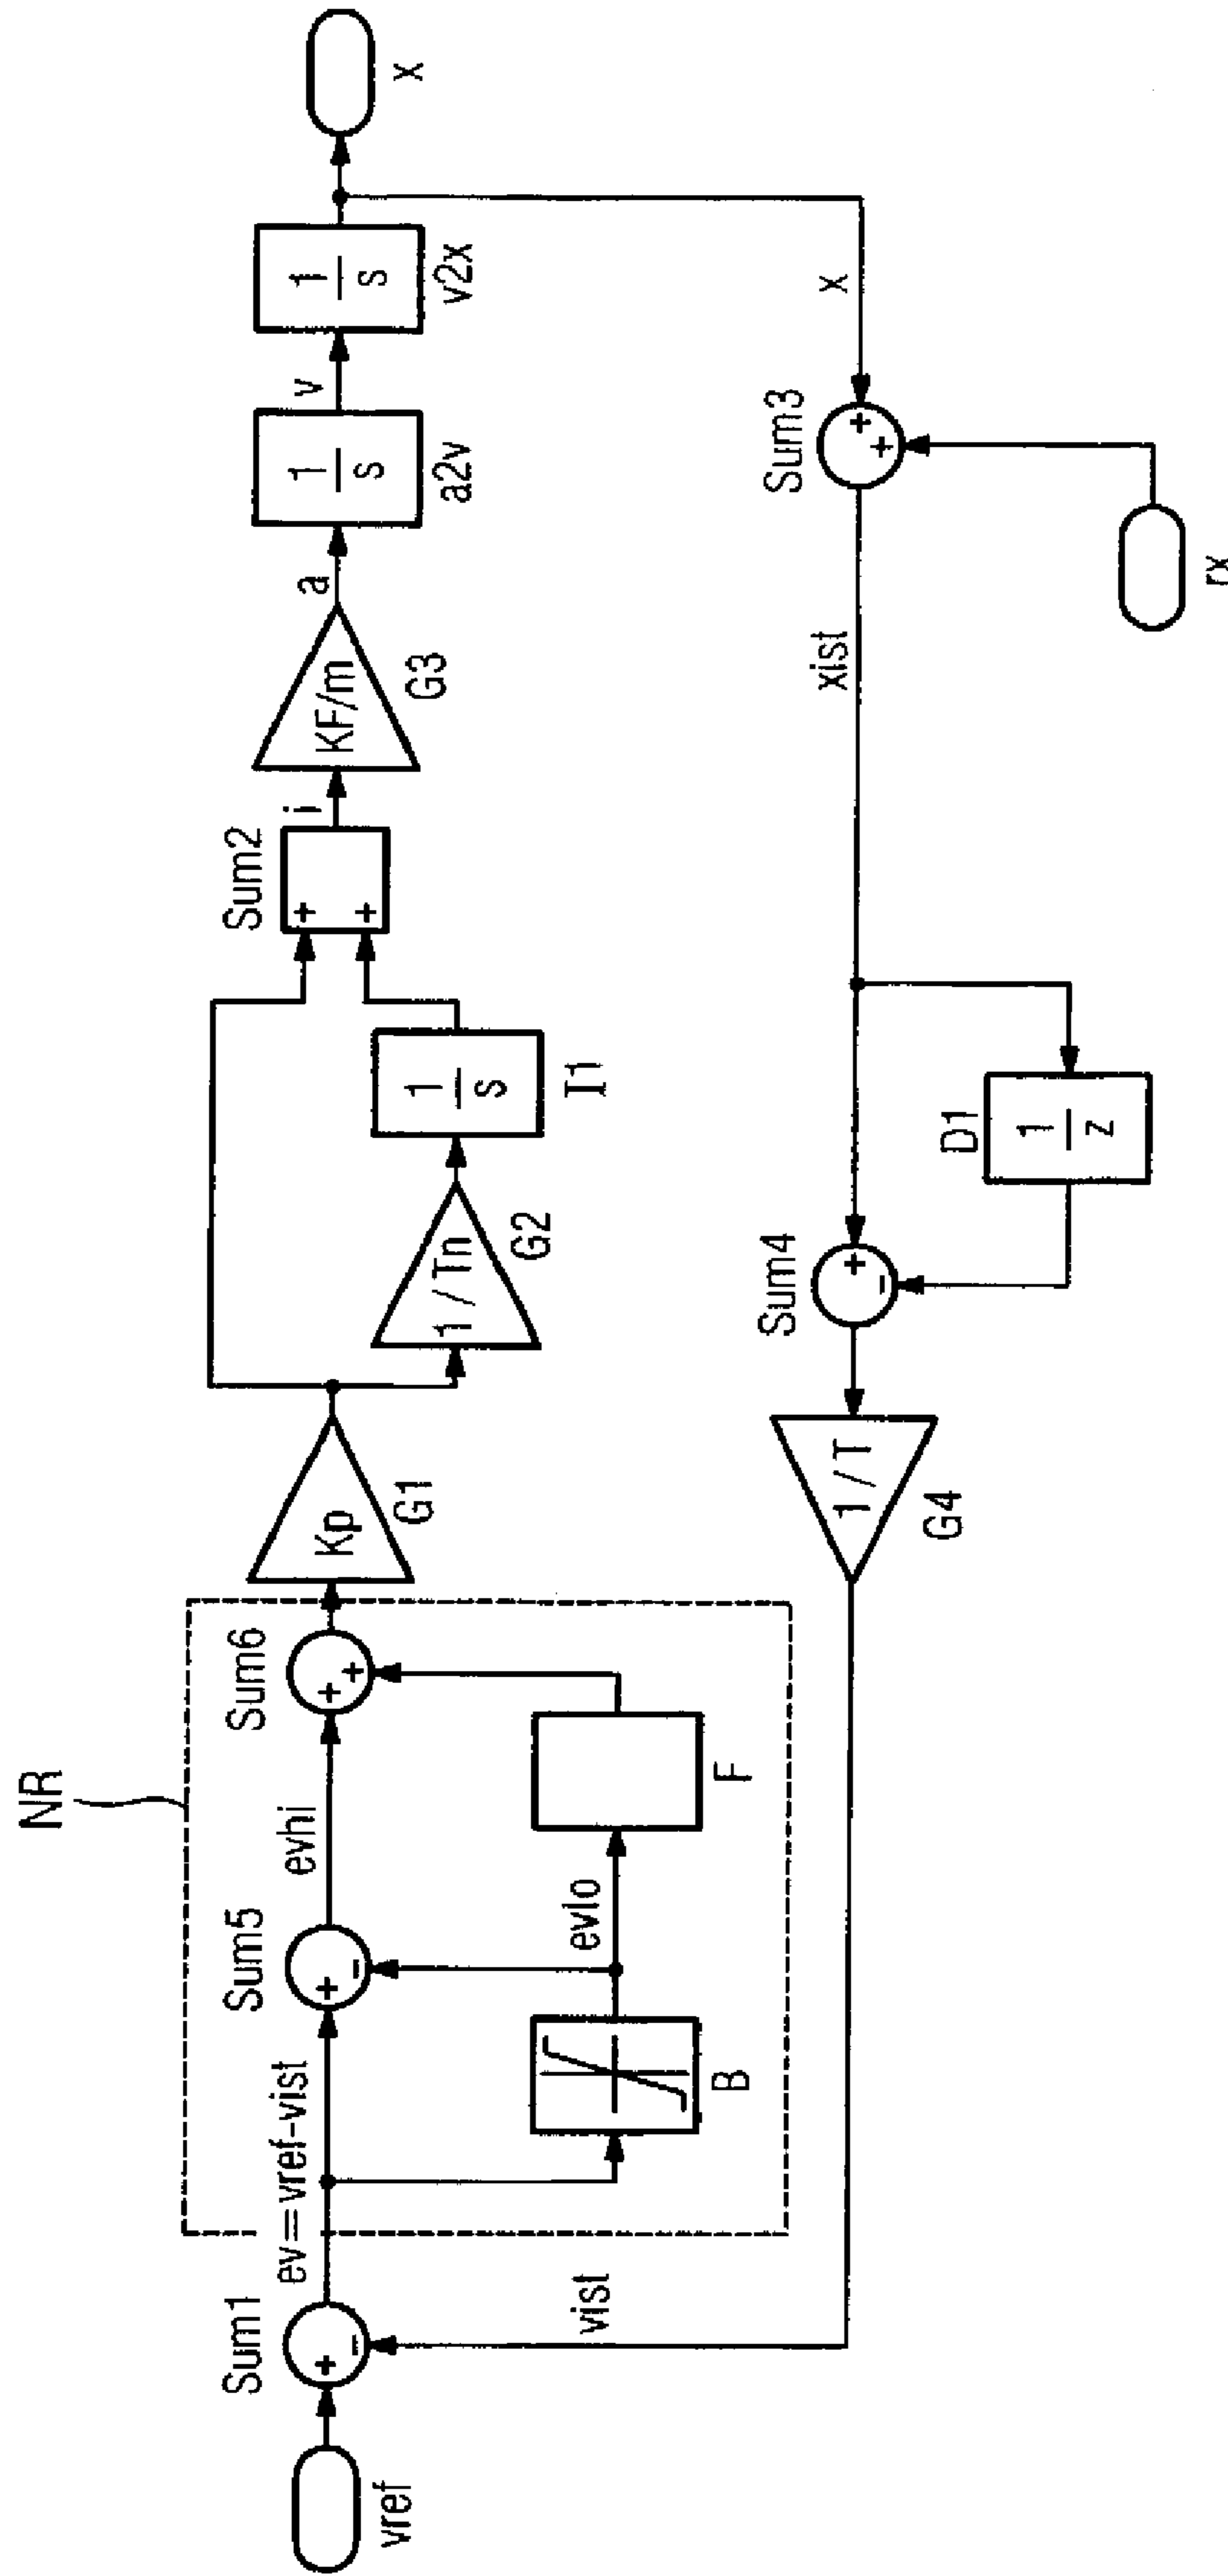 NR
vref
Sum1
+
-
ev=vref-vist
Sum5
+
-
evhi
Sum6
+
+
B
evlo
F
Kp
G1
1 / Tn
G2
1
s
I1
Sum2
+
+
i
KF/m
G3
a
1
s
a2v
v
1
s
v2x
x
x
Sum3
+
+
rx
xist
D1
1
z
Sum4
+
-
1 / T
G4
vist